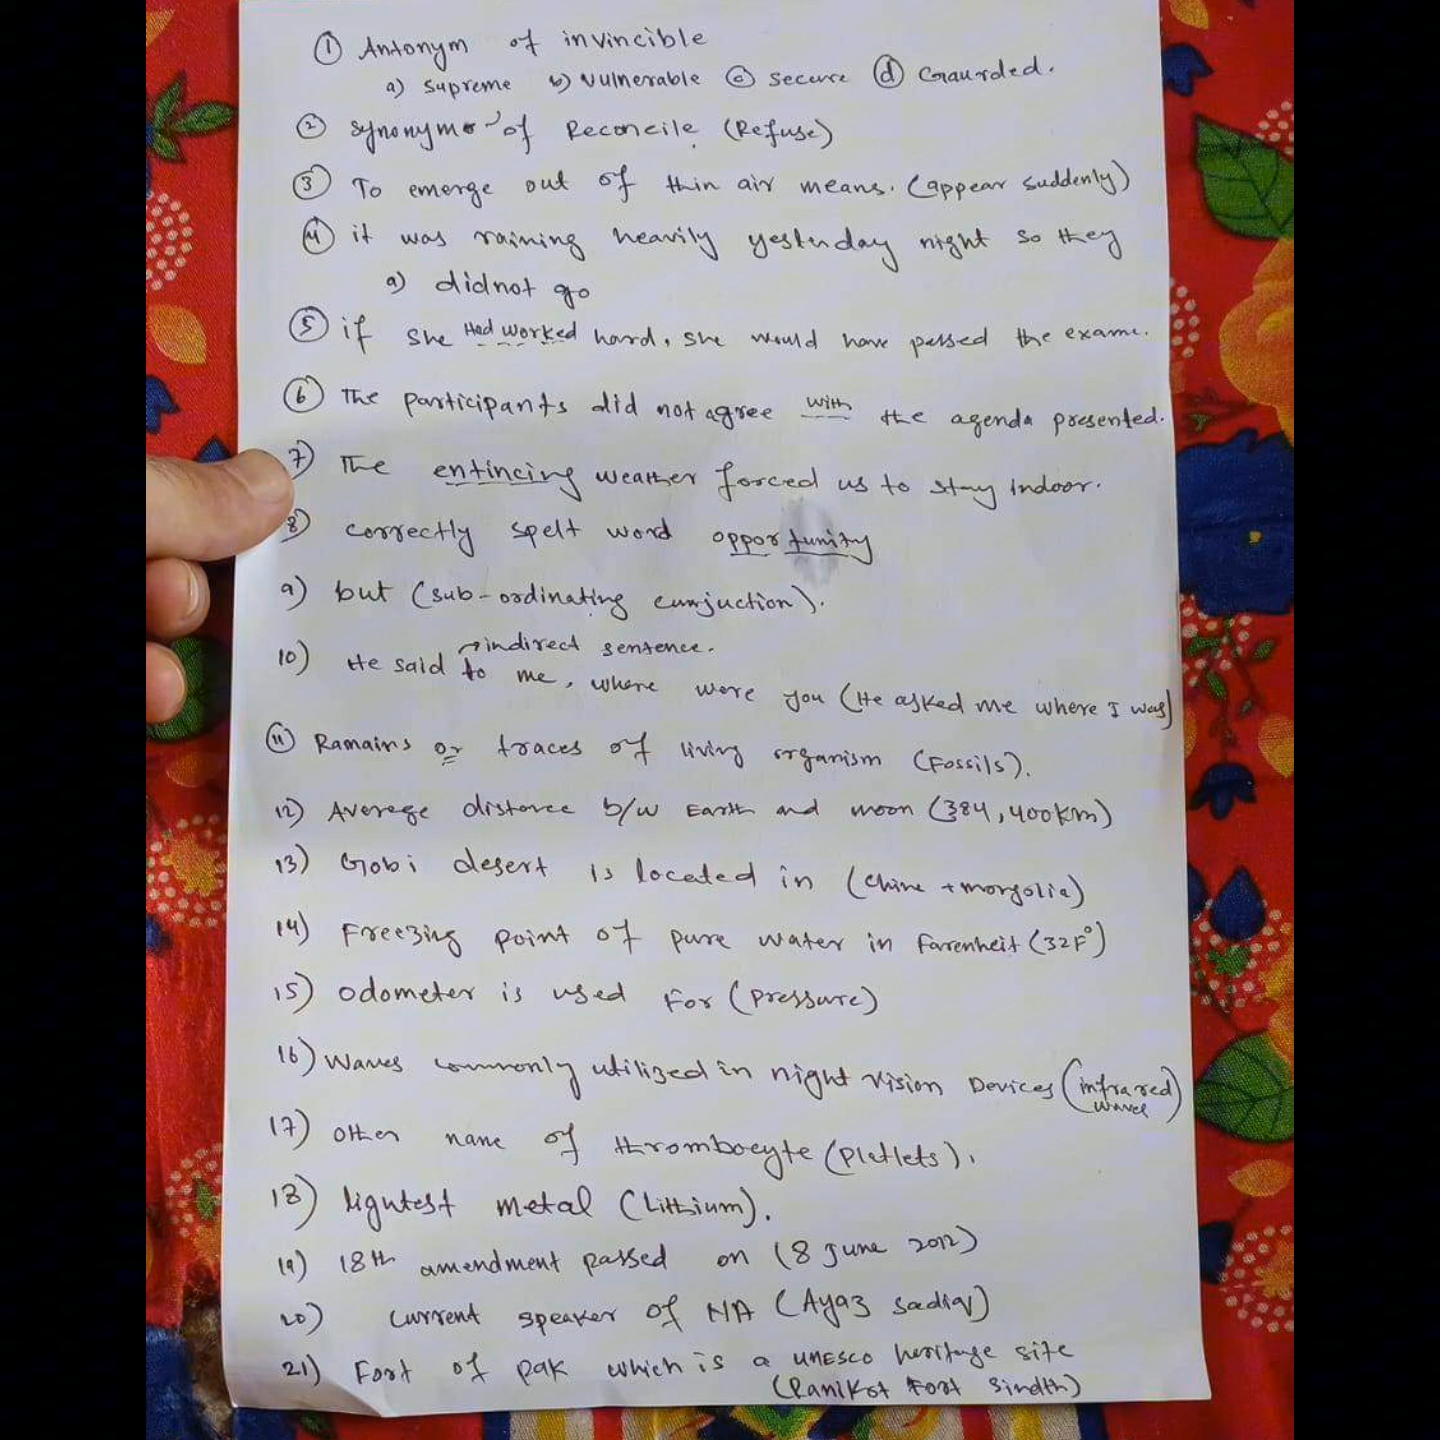 ① Antonym of invincible
a) Supreme b) Vulnerable ⓒ secure ⓓ Gaurded.
② Synonym of Reconcile (Refuse)
③ To emerge out of thin air means. (appear suddenly)
④ it was raining heavily yesterday night so they
a) didnot go
⑤ if she Had worked hard, she would have passed the exame.
⑥ The participants did not agree with the agenda presented.
7) The enticing weather forced us to stay indoor.
8) correctly spelt word opportunity
9) but (sub-ordinating cunjuction).
→indirect sentence.
10) He said to me, where were you (He asked me where I was)
⑪ Ramains or traces of living organism (Fossils).
12) Average distance b/w Earth and moon (384,400km)
13) Gobi desert is located in (Chine + mongolia)
14) Freezing point of pure water in Farenheit (32F°)
15) Odometer is used For (pressure)
16) Waves commonly utilized in night vision Devices (infrared waves)
17) Other name of thrombocyte (Pletlets).
18) lightest metal (Lithium).
19) 18th amendment passed on (8 June 2012)
20) Current speaker of NA (Ayaz sadiq)
21) Fort of pak which is a UNESCO heritage site
(Ranikot Fort Sindth)